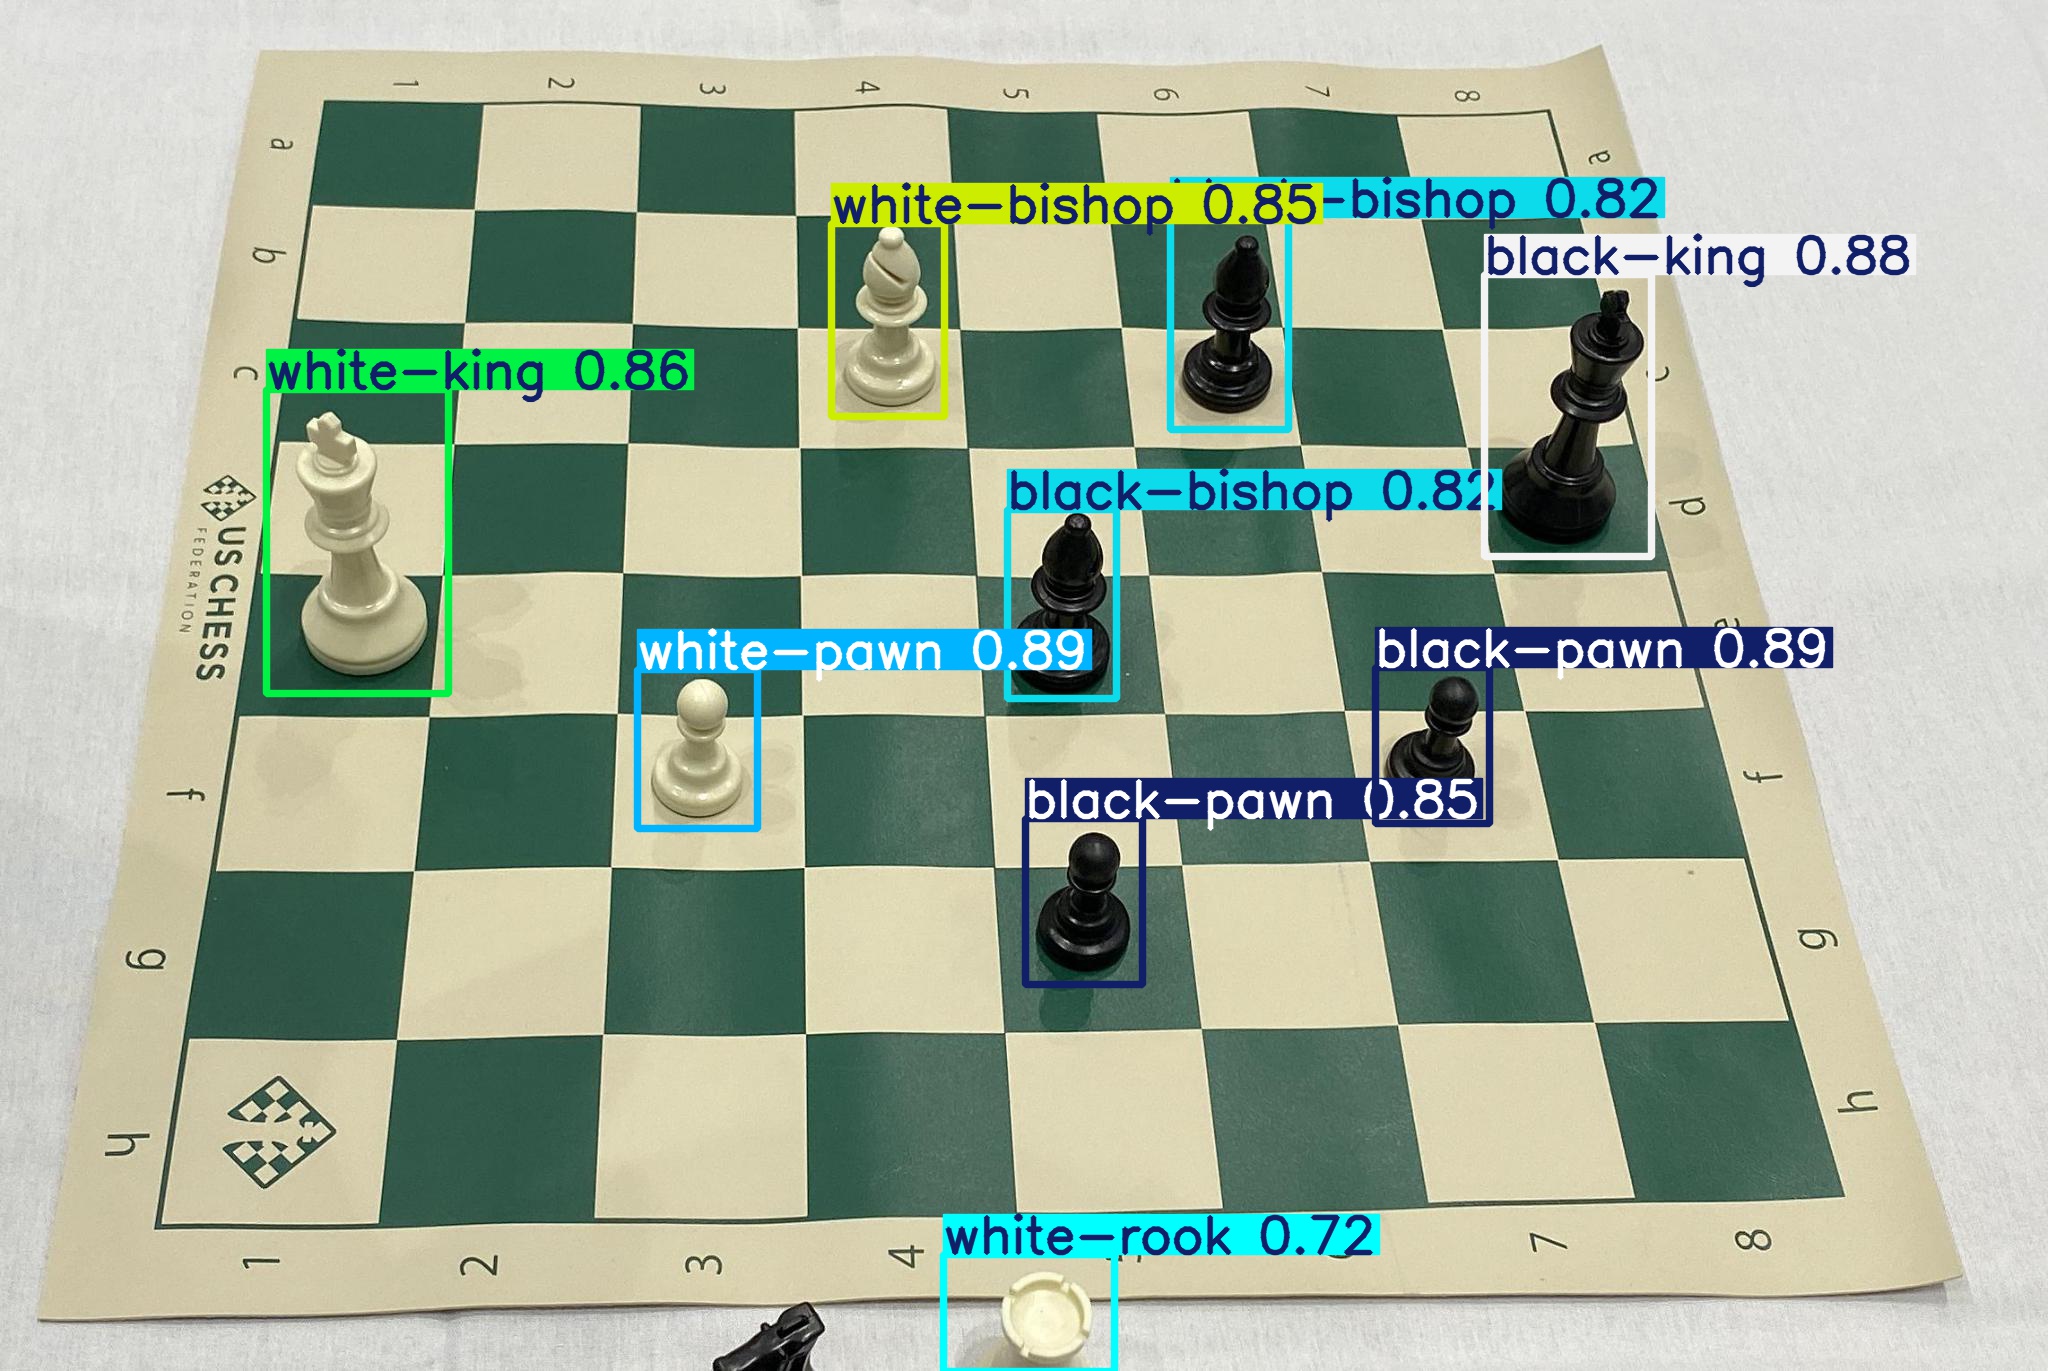 1 2 3 4 5 6 7 8
a a
white-bishop 0.85
-bishop 0.82
b
black-king 0.88
white-king 0.86
c
US CHESS
FEDERATION
black-bishop 0.82
d
white-pawn 0.89
black-pawn 0.89
e
f f
black-pawn 0.85
g g
h h
white-rook 0.72
1 2 3 4 7 8